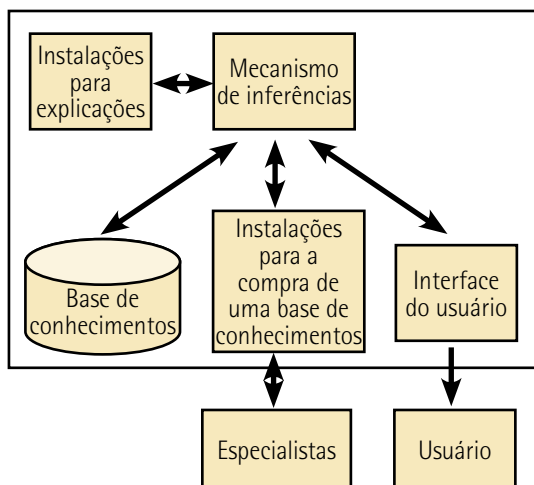 Instalações
para
explicações
Mecanismo
de inferências
Base de
conhecimentos
Instalações
para a
compra de
uma base de
conhecimentos
Interface
do usuário
Especialistas
Usuário